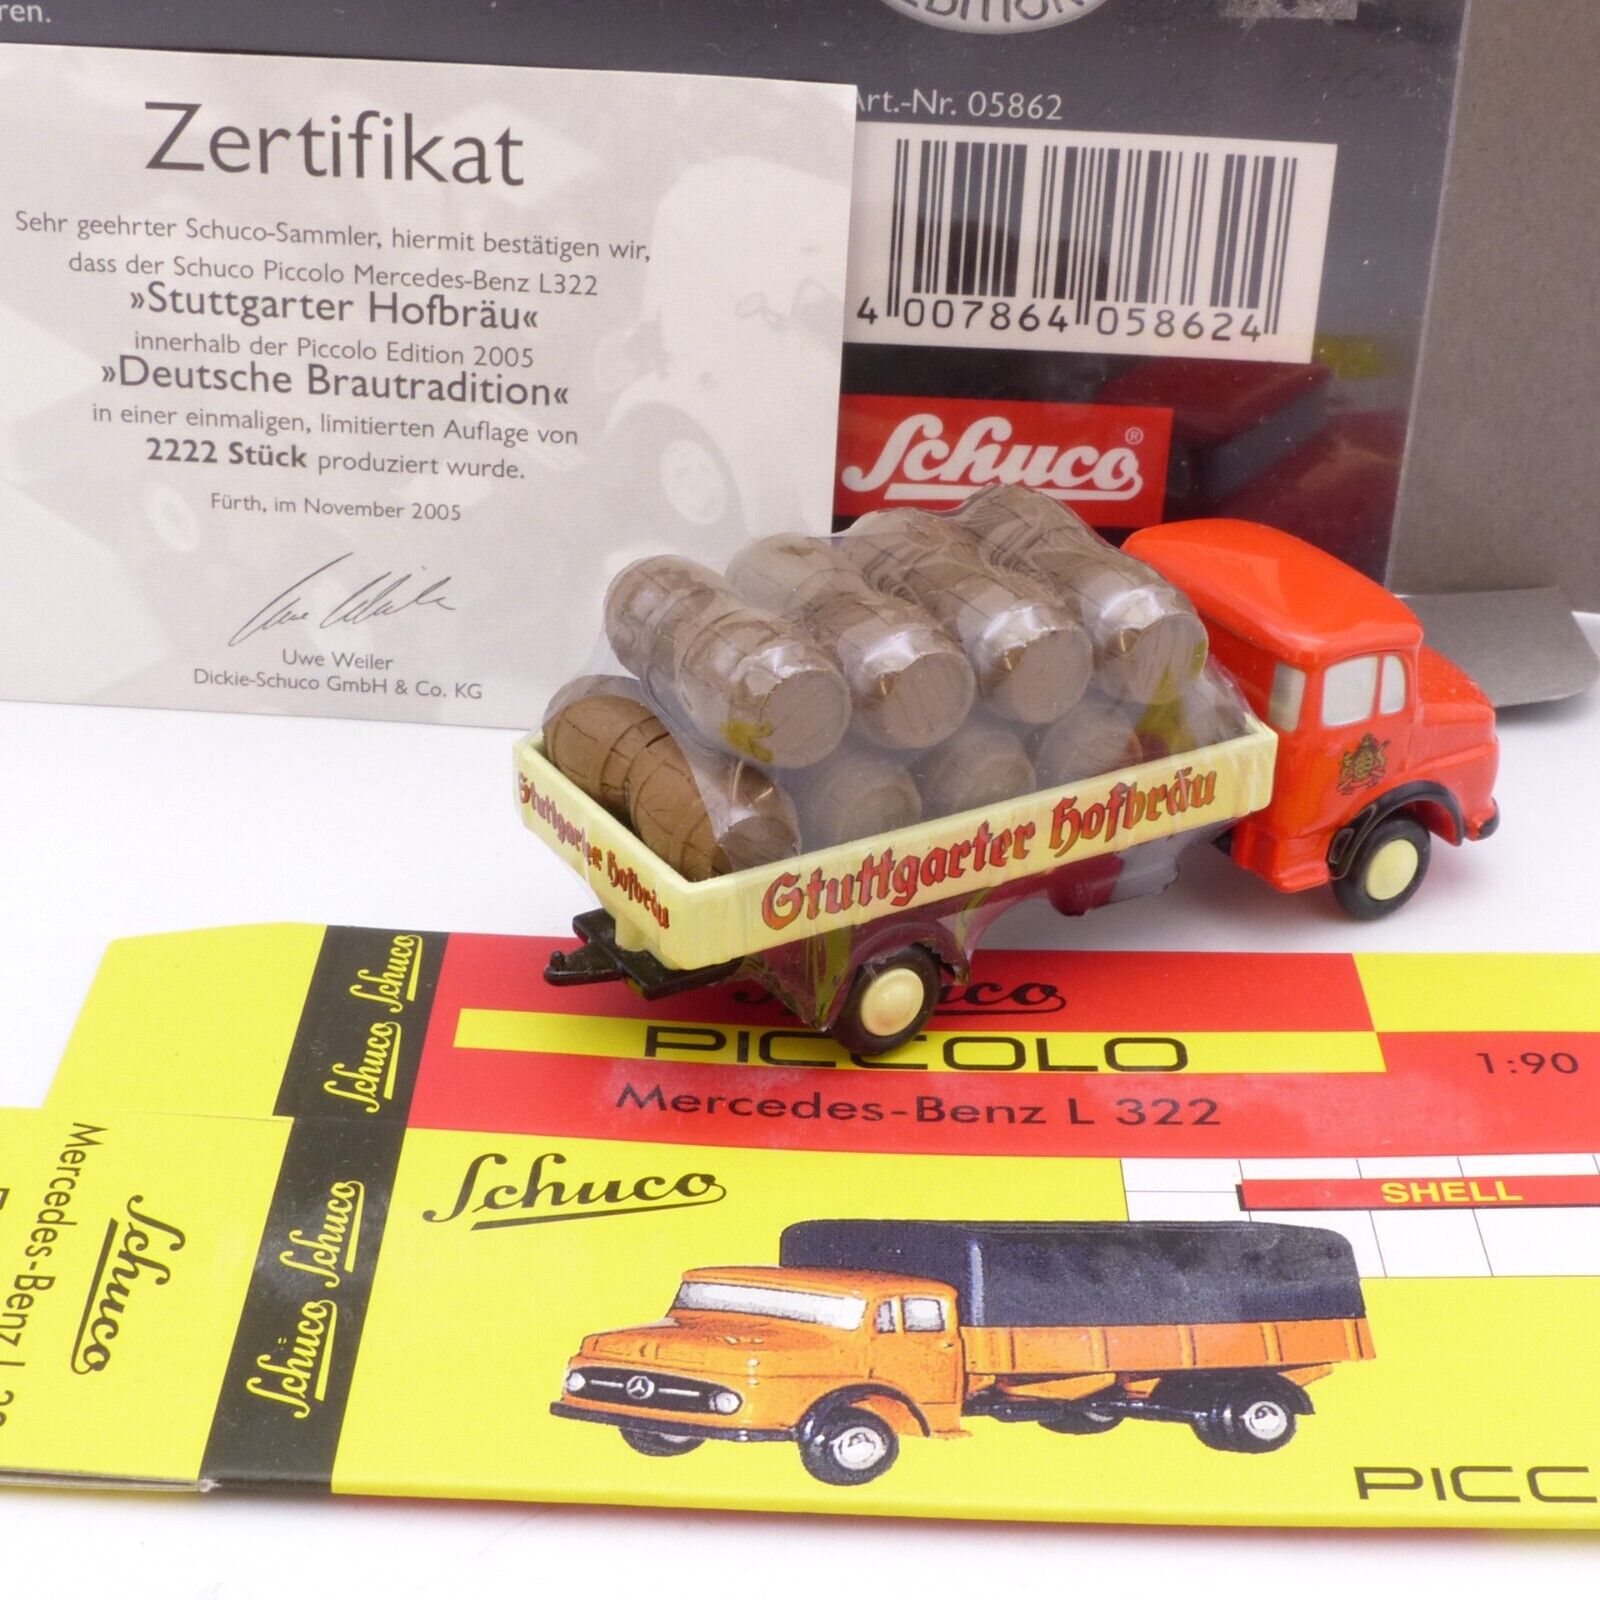 ren.
EDITION
Art.-Nr. 05862
Zertifikat
Sehr geehrter Schuco-Sammler, hiermit bestätigen wir,
dass der Schuco Piccolo Mercedes-Benz L322
»Stuttgarter Hofbräu«
innerhalb der Piccolo Edition 2005
»Deutsche Brautradition«
in einer einmaligen, limitierten Auflage von
2222 Stück produziert wurde.
Fürth, im November 2005
Uwe Weiler
Dickie-Schuco GmbH & Co. KG
4 007864 058624
Schuco®
Stuttgarter Hofbräu
Stuttgarter Hofbräu
Schuco Schuco
PICCOLO
Mercedes-Benz L 322
1:90
Schuco
SHELL
Schuco Schuco
Schuco
Mercedes-Benz L 32
PICC